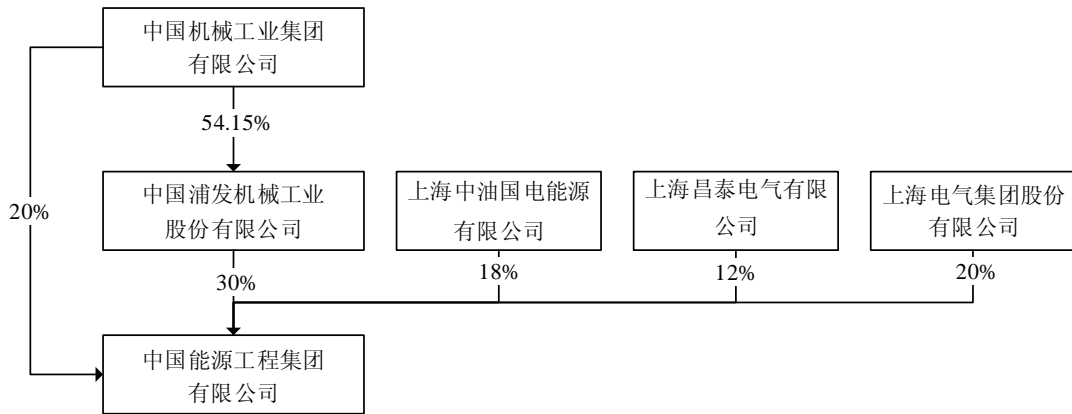 中国机械工业集团
有限公司
54.15%
20%
中国浦发机械工业
股份有限公司
上海中油国电能源
有限公司
上海昌泰电气有限
公司
上海电气集团股份
有限公司
30%
18%
12%
20%
中国能源工程集团
有限公司